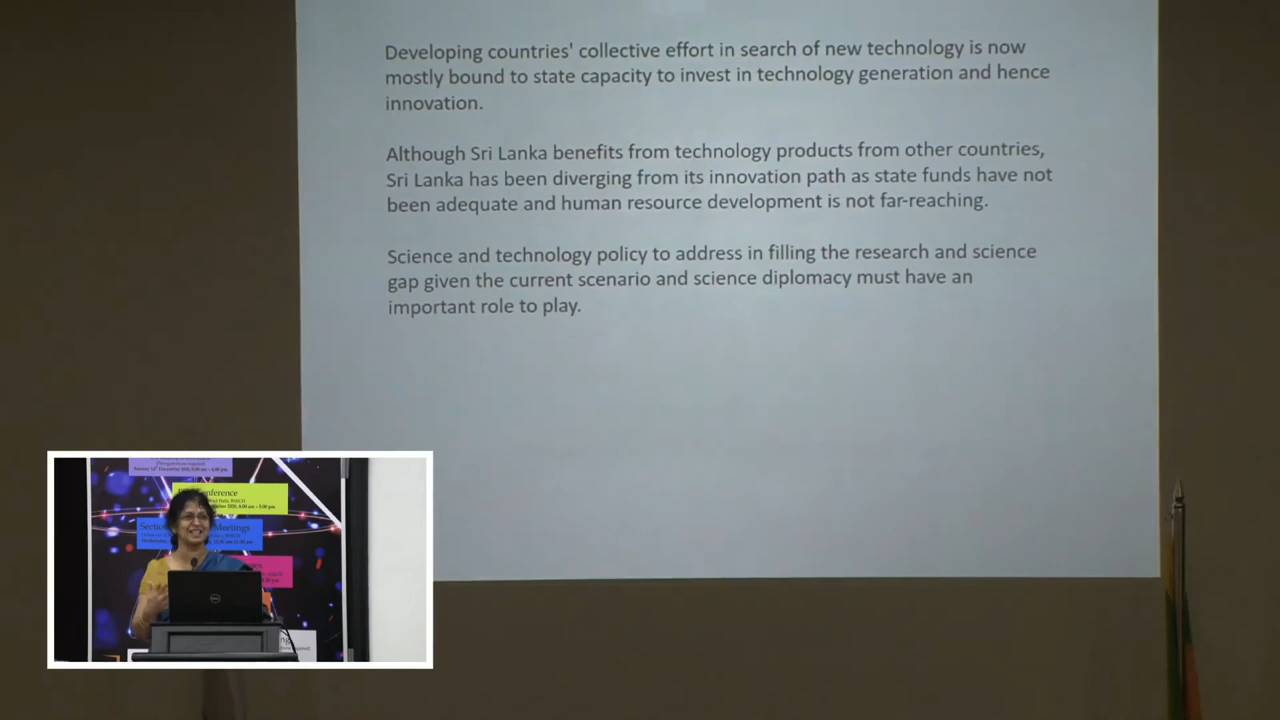 Developing countries' collective effort in search of new technology is now
mostly bound to state capacity to invest in technology generation and hence
innovation.
Although Sri Lanka benefits from technology products from other countries,
Sri Lanka has been diverging from its innovation path as state funds have not
been adequate and human resource development is not far-reaching.
Science and technology policy to address in filling the research and science
gap given the current scenario and science diplomacy must have an
important role to play.
Meetings
DELL